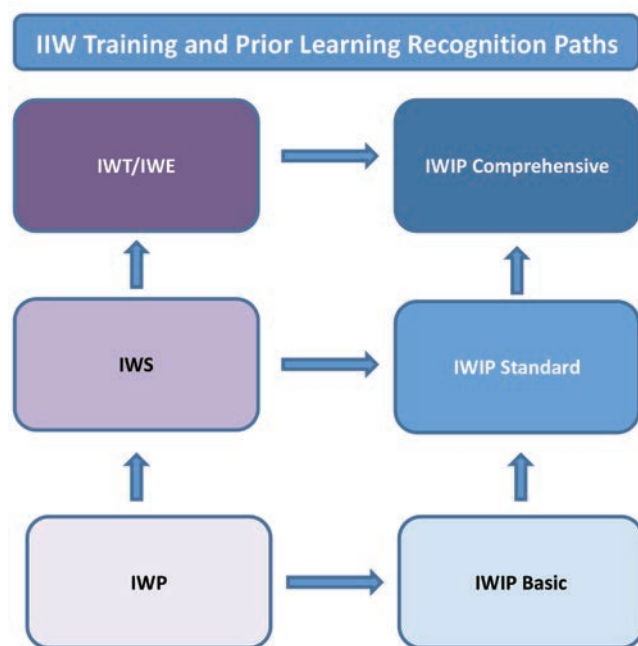 IIW Training and Prior Learning Recognition Paths
IWT/IWE
IWIP Comprehensive
IWS
IWIP Standard
IWP
IWIP Basic